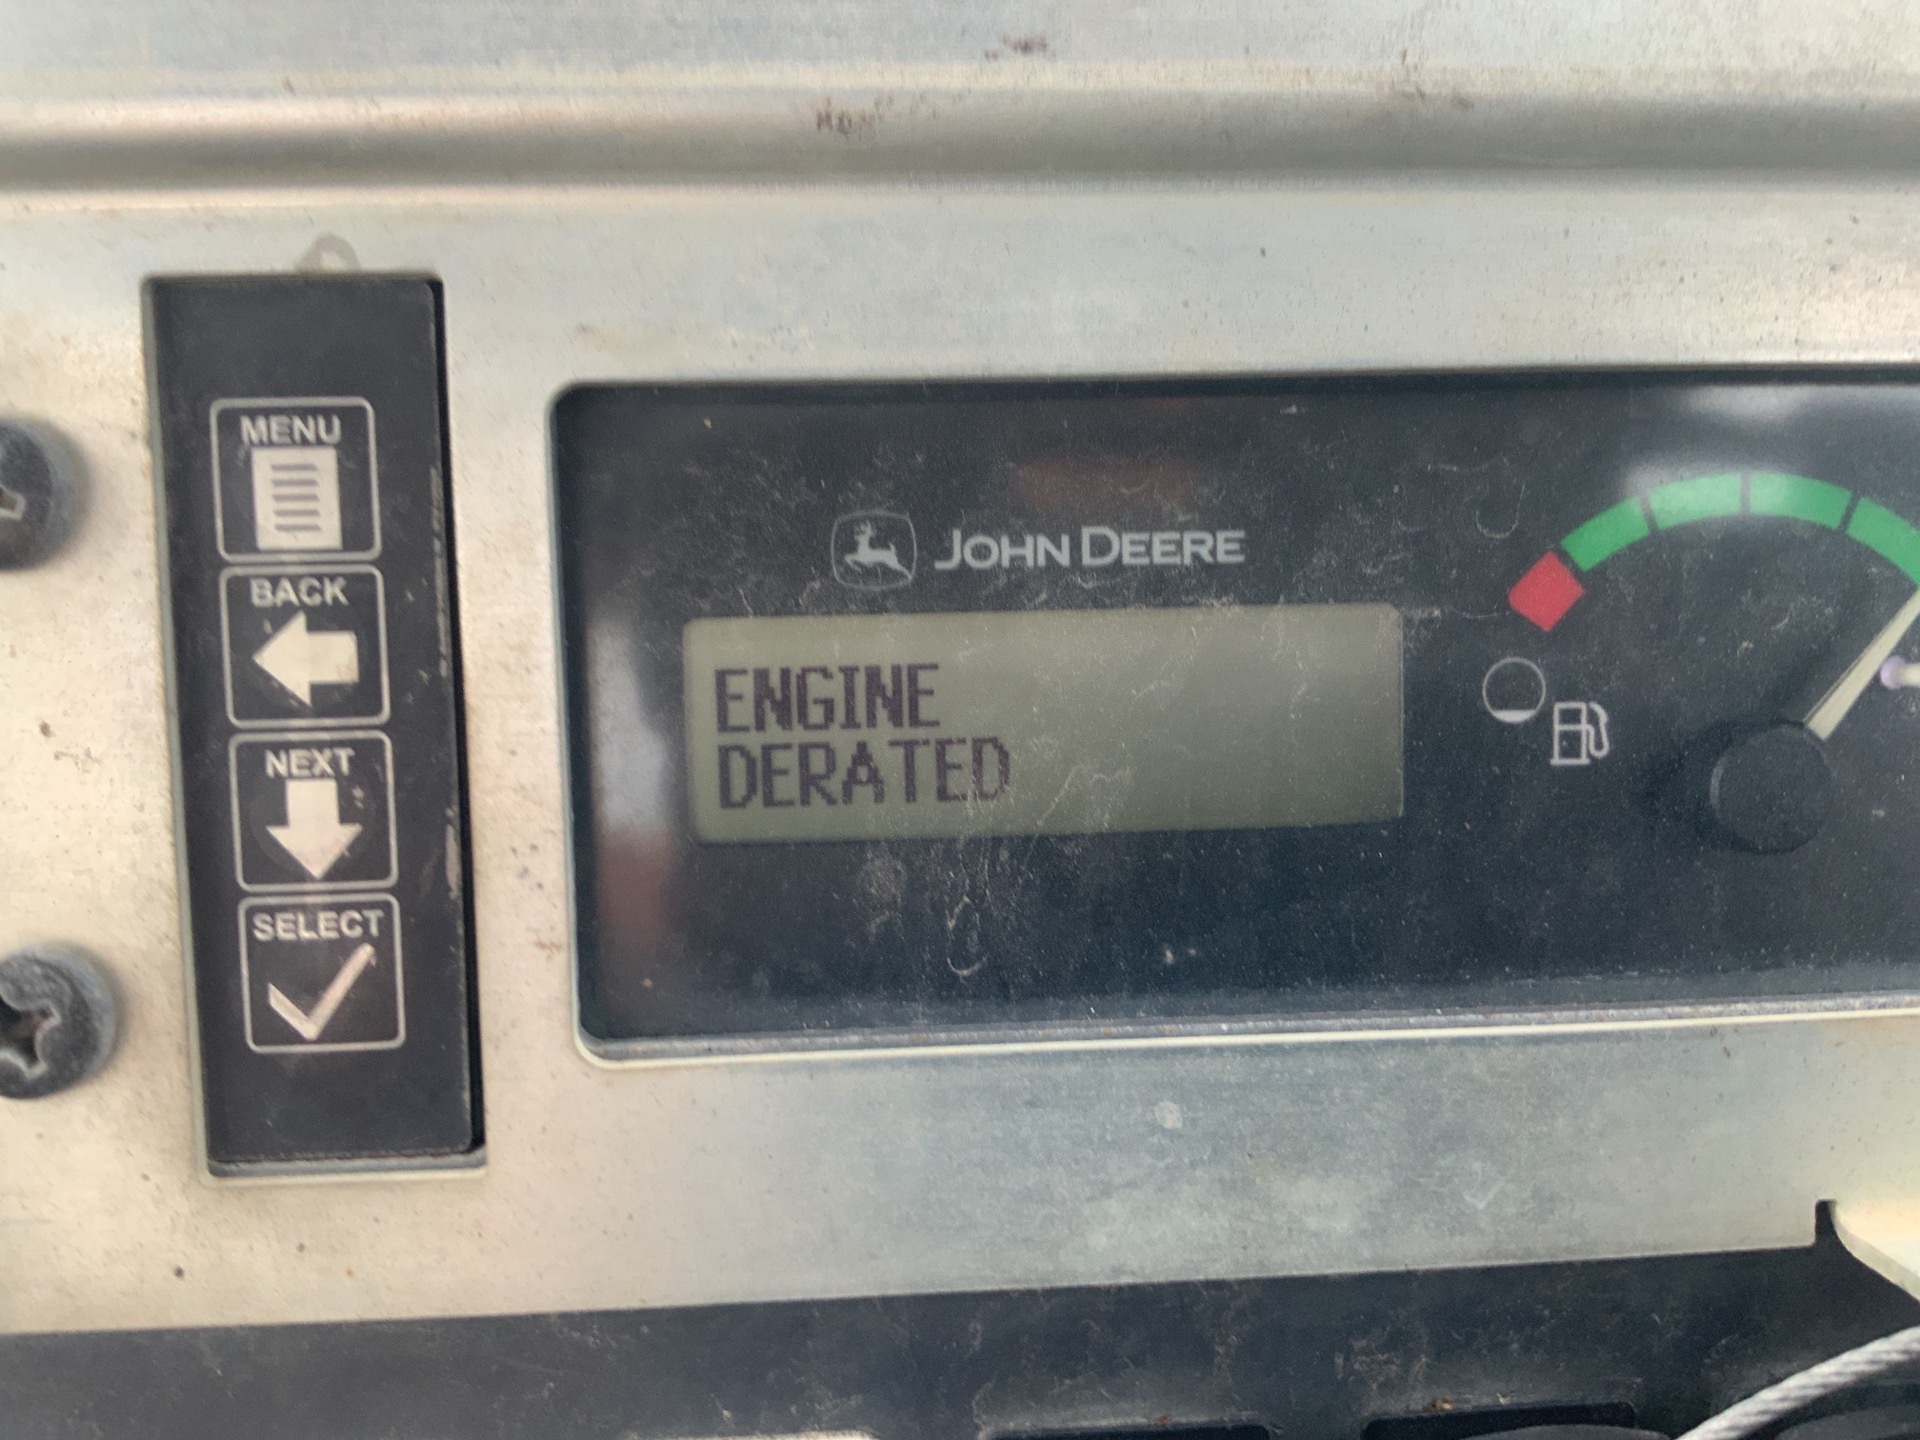 MENU
BACK
NEXT
SELECT
JOHN DEERE
ENGINE
DERATED